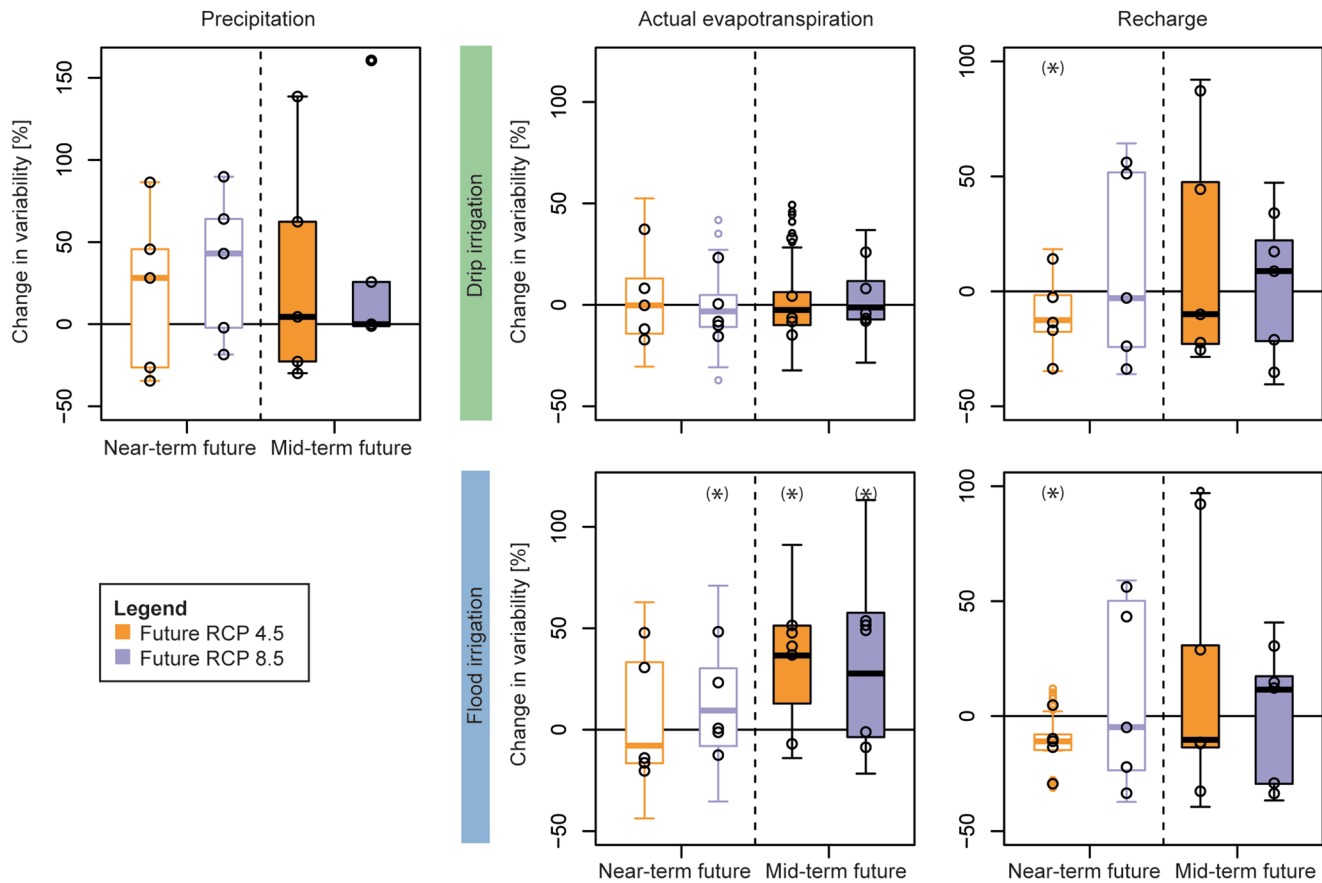 Precipitation
Actual evapotranspiration
Recharge
Change in variability [%]
150
100
50
0
−50
Near-term future
Mid-term future
Drip irrigation
Change in variability [%]
100
50
0
−50
100
50
0
−50
(*)
Legend
Future RCP 4.5
Future RCP 8.5
Flood irrigation
Change in variability [%]
100
50
0
−50
(*)
(*)
(*)
Near-term future
Mid-term future
100
50
0
−50
(*)
Near-term future
Mid-term future